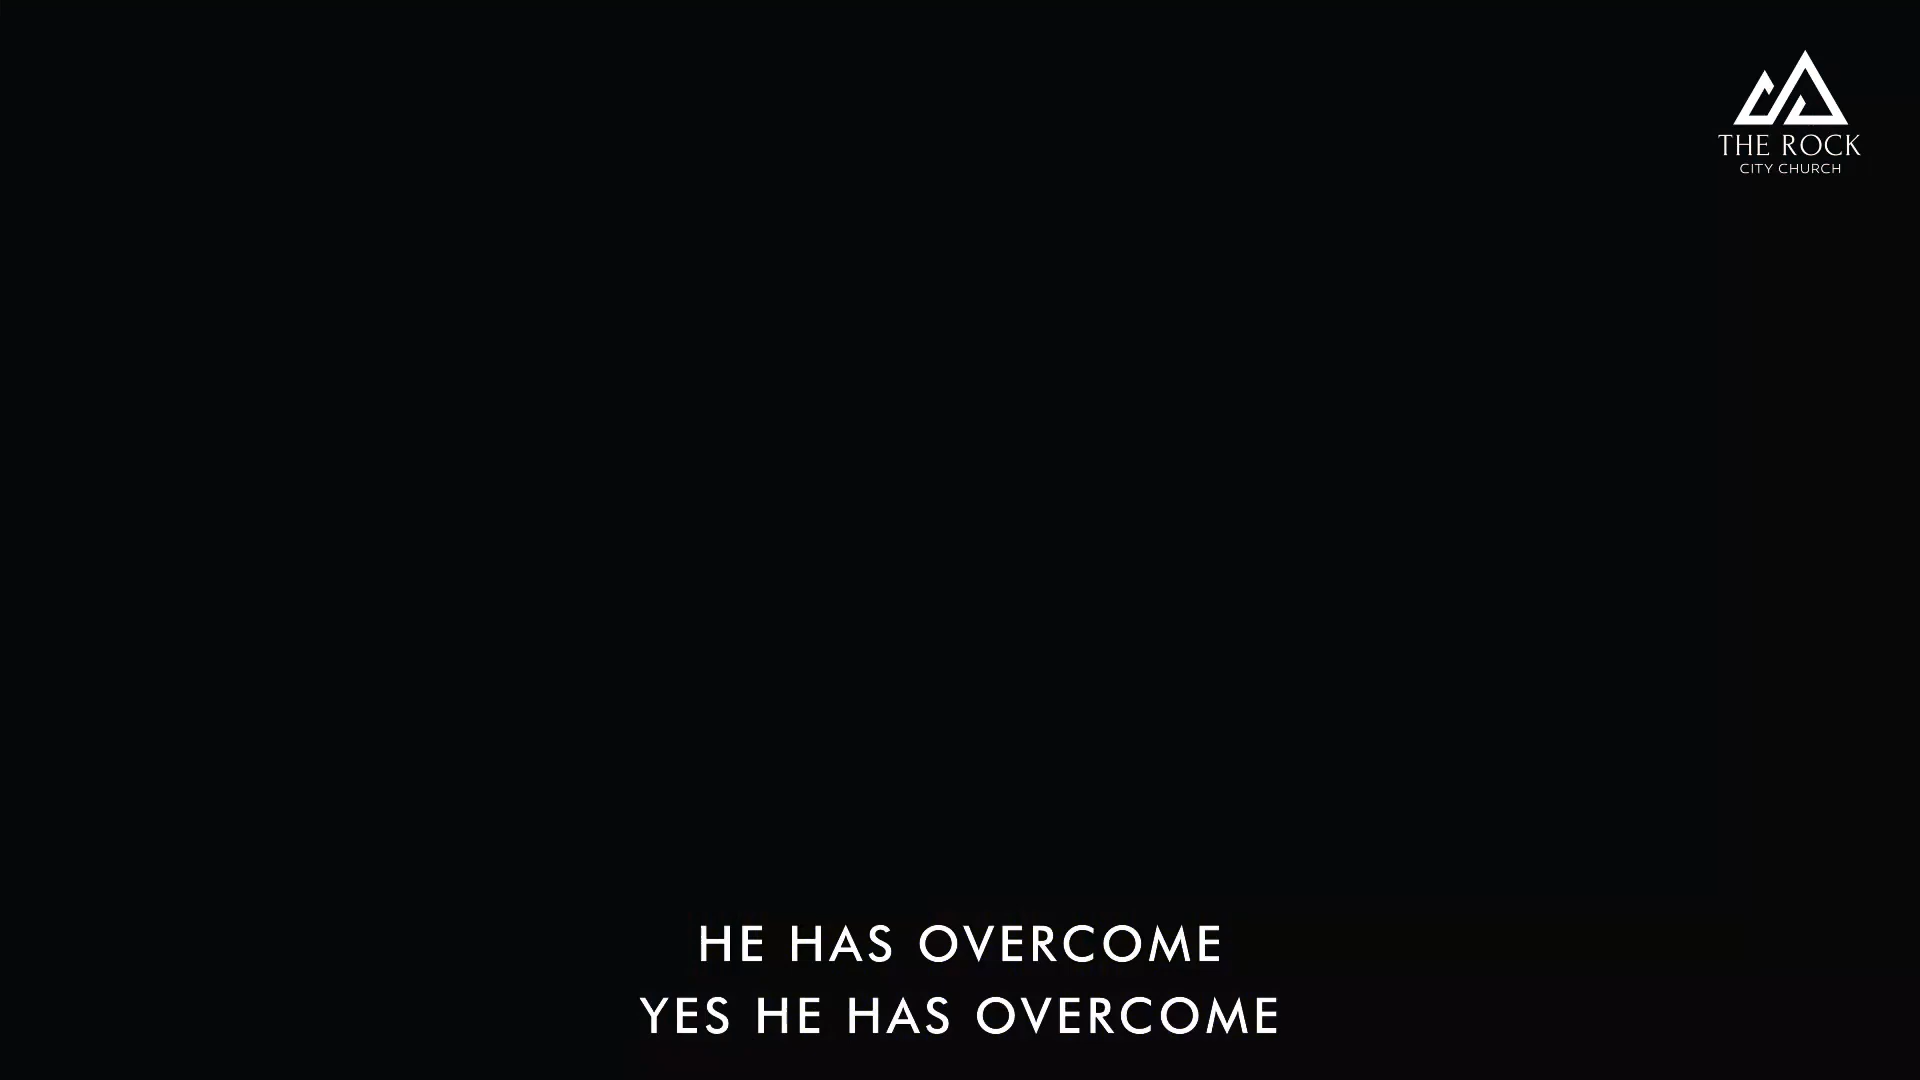 THE ROCK
CITY CHURCH
HE HAS OVERCOME
YES HE HAS OVERCOME